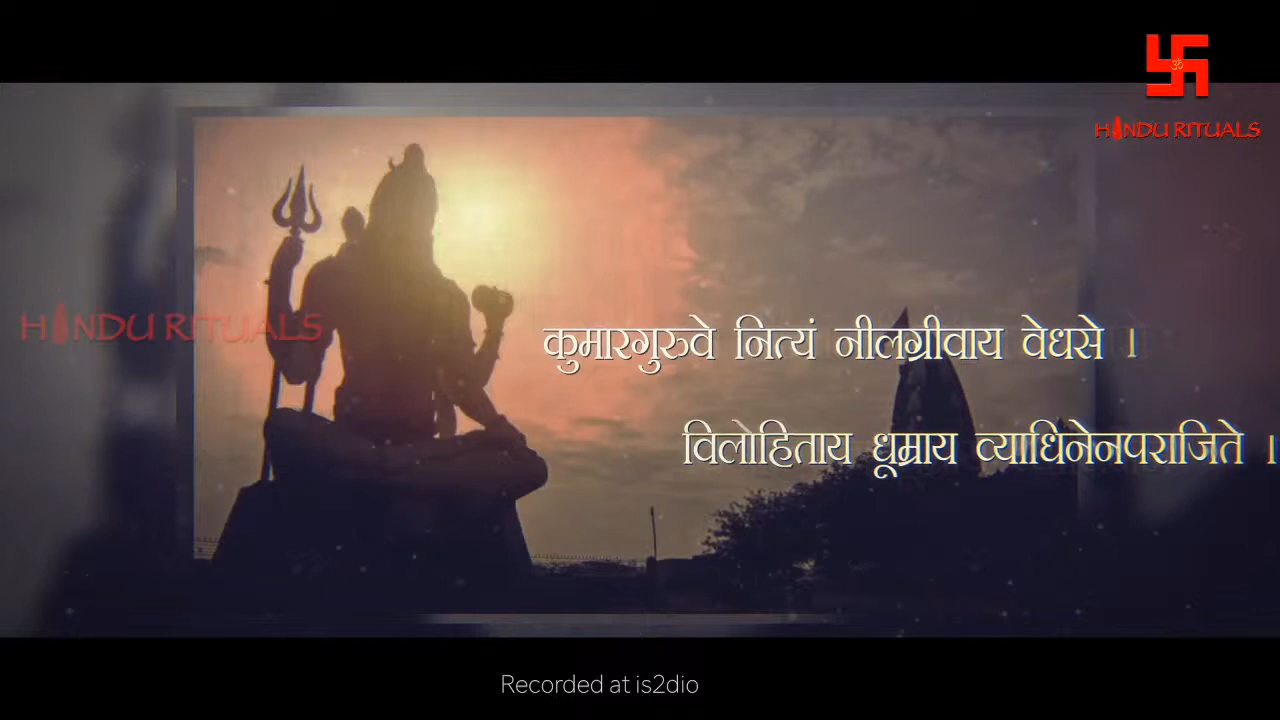 ॐ
HINDU RITUALS
HINDU RITUALS
कुमारगुरुवे नित्यं नीलग्रीवाय वेधसे ।
विलोहिताय धूम्राय व्याधिनेनपराजिते ।
Recorded at is2dio